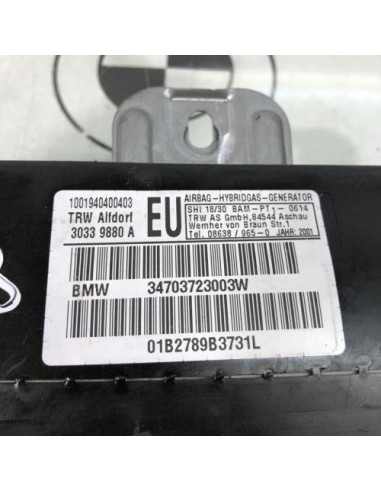 1001940400403
TRW Alfdorf
3033 9880 A
EU
AIRBAG-HYBRIDGAS-GENERATOR
SHI 18/30 BAM-PT1- 0614
TRW AS GmbH,84544 Aschau
Wernher von Braun Str.1
Tel. 08638 / 965-0 JAHR: 2001
BMW 34703723003W
01B2789B3731L